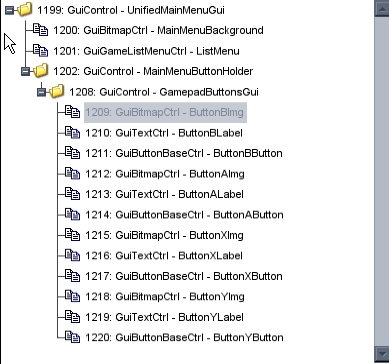 1199: GuiControl - UnifiedMainMenuGui
1200: GuiBitmapCtrl - MainMenuBackground
1201: GuiGameListMenuCtrl - ListMenu
1202: GuiControl - MainMenuButtonHolder
1208: GuiControl - GamepadButtonsGui
1209: GuiBitmapCtrl - ButtonBImg
1210: GuiTextCtrl - ButtonBLabel
1211: GuiButtonBaseCtrl - ButtonBButton
1212: GuiBitmapCtrl - ButtonAImg
1213: GuiTextCtrl - ButtonALabel
1214: GuiButtonBaseCtrl - ButtonAButton
1215: GuiBitmapCtrl - ButtonXImg
1216: GuiTextCtrl - ButtonXLabel
1217: GuiButtonBaseCtrl - ButtonXButton
1218: GuiBitmapCtrl - ButtonYImg
1219: GuiTextCtrl - ButtonYLabel
1220: GuiButtonBaseCtrl - ButtonYButton